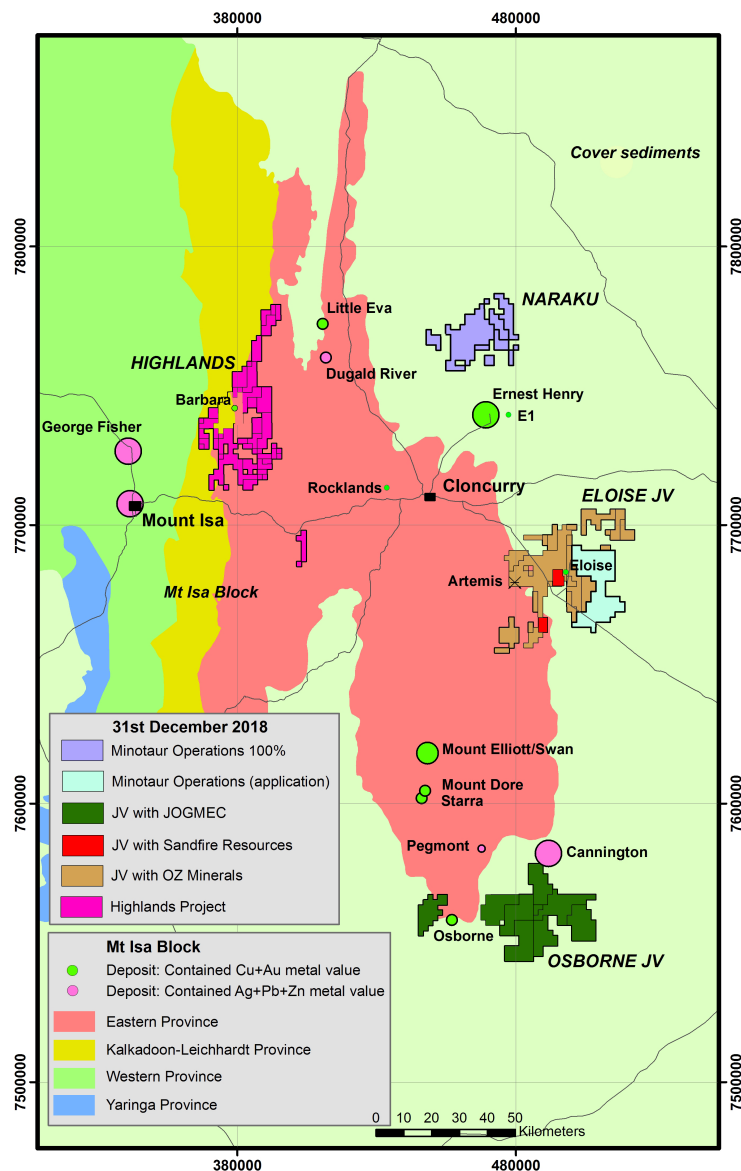 380000
480000
Cover sediments
7800000
7800000
NARAKU
Little Eva
HIGHLANDS
Dugald River
Barbara
Ernest Henry
E1
George Fisher
Rocklands
Cloncurry
ELOISE JV
Mount Isa
7700000
7700000
Eloise
Artemis
Mt Isa Block
31st December 2018
Minotaur Operations 100%
Minotaur Operations (application)
JV with JOGMEC
JV with Sandfire Resources
JV with OZ Minerals
Highlands Project
Mount Elliott/Swan
Mount Dore
Starra
7600000
7600000
Pegmont
Cannington
Osborne
OSBORNE JV
Mt Isa Block
Deposit: Contained Cu+Au metal value
Deposit: Contained Ag+Pb+Zn metal value
Eastern Province
Kalkadoon-Leichhardt Province
Western Province
Yaringa Province
7500000
7500000
0 10 20 30 40 50
Kilometers
380000
480000